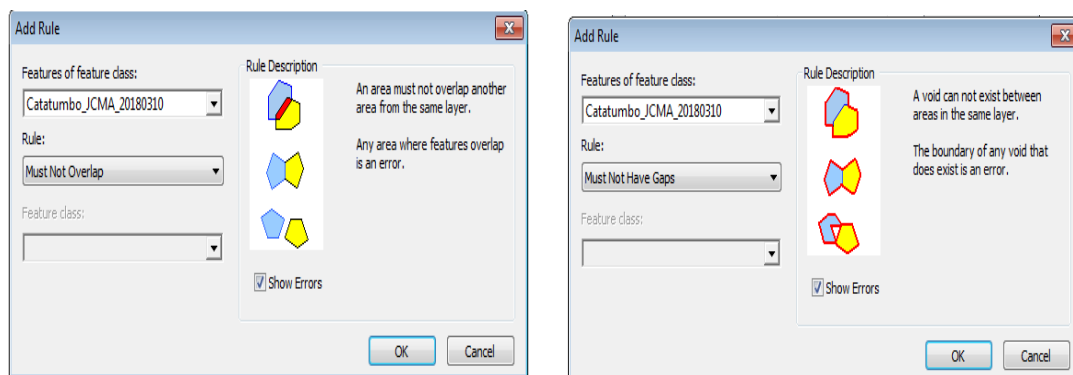 Add Rule
Features of feature class:
Catatumbo_JCMA_20180310
Rule:
Must Not Overlap
Feature class:
Rule Description
An area must not overlap another
area from the same layer.
Any area where features overlap
is an error.
Show Errors
OK
Cancel
Add Rule
Features of feature class:
Catatumbo_JCMA_20180310
Rule:
Must Not Have Gaps
Feature class:
Rule Description
A void can not exist between
areas in the same layer.
The boundary of any void that
does exist is an error.
Show Errors
OK
Cancel